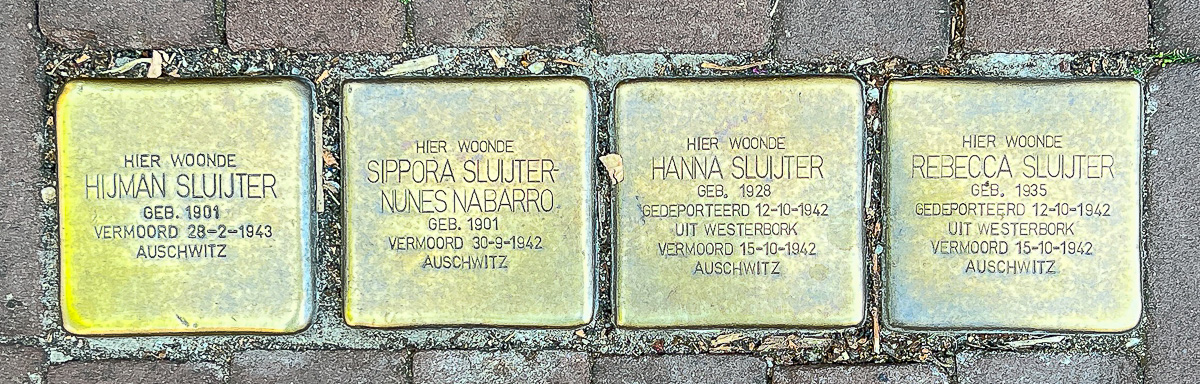 HIER WOONDE
HIJMAN SLUIJTER
GEB. 1901
VERMOORD 28-2-1943
AUSCHWITZ
HIER WOONDE
SIPPORA SLUIJTER-
NUNES NABARRO
GEB. 1901
VERMOORD 30-9-1942
AUSCHWITZ
HIER WOONDE
HANNA SLUIJTER
GEB. 1928
GEDEPORTEERD 12-10-1942
UIT WESTERBORK
VERMOORD 15-10-1942
AUSCHWITZ
HIER WOONDE
REBECCA SLUIJTER
GEB. 1935
GEDEPORTEERD 12-10-1942
UIT WESTERBORK
VERMOORD 15-10-1942
AUSCHWITZ